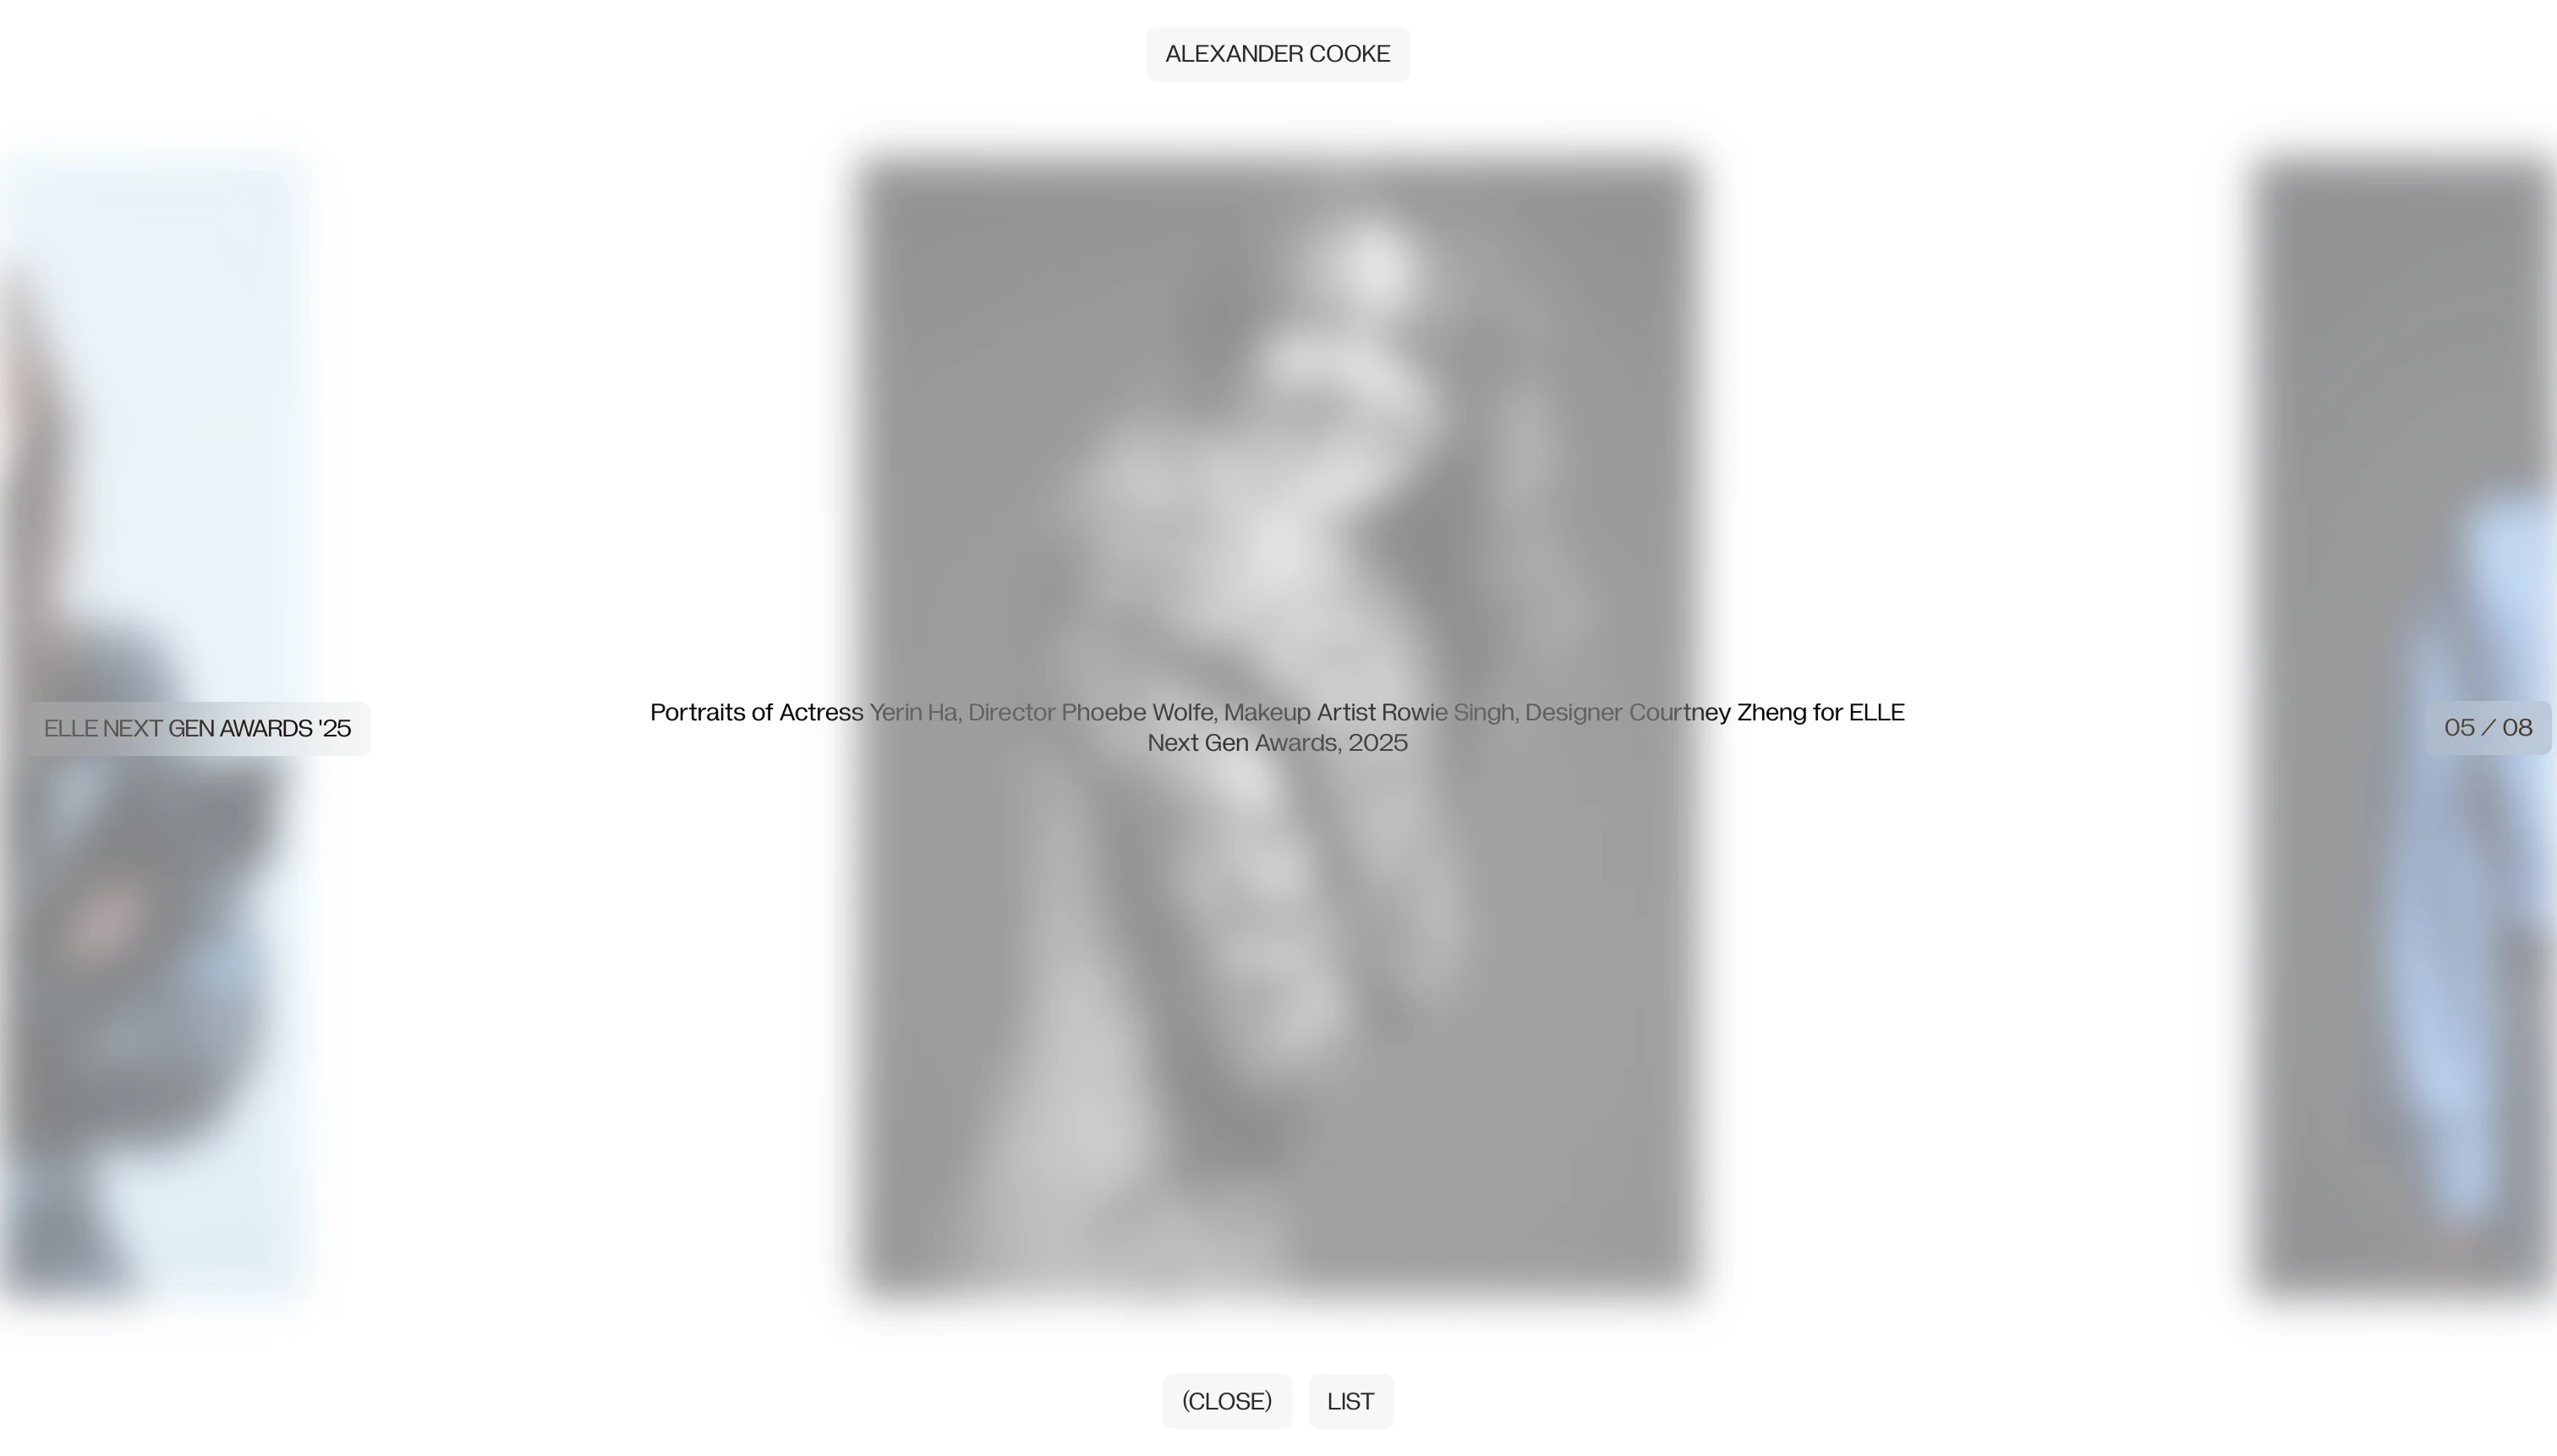 ALEXANDER COOKE
ELLE NEXT GEN AWARDS '25
Portraits of Actress Yerin Ha, Director Phoebe Wolfe, Makeup Artist Rowie Singh, Designer Courtney Zheng for ELLE
Next Gen Awards, 2025
05 / 08
(CLOSE)
LIST